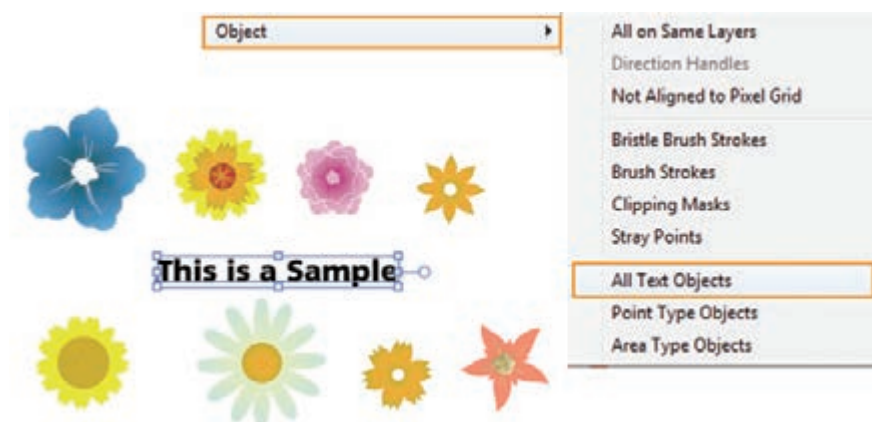 Object
All on Same Layers
Direction Handles
Not Aligned to Pixel Grid
Bristle Brush Strokes
Brush Strokes
Clipping Masks
Stray Points
All Text Objects
Point Type Objects
Area Type Objects
This is a Sample